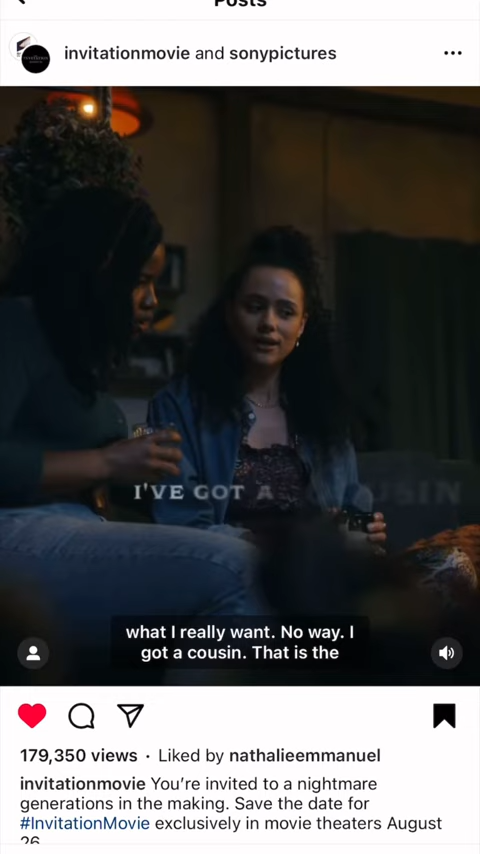 Posts
invitationmovie and sonypictures
I'VE GOT A COUSIN
what I really want. No way. I
got a cousin. That is the
179,350 views · Liked by nathalieemmanuel
invitationmovie You’re invited to a nightmare
generations in the making. Save the date for
#InvitationMovie exclusively in movie theaters August
26